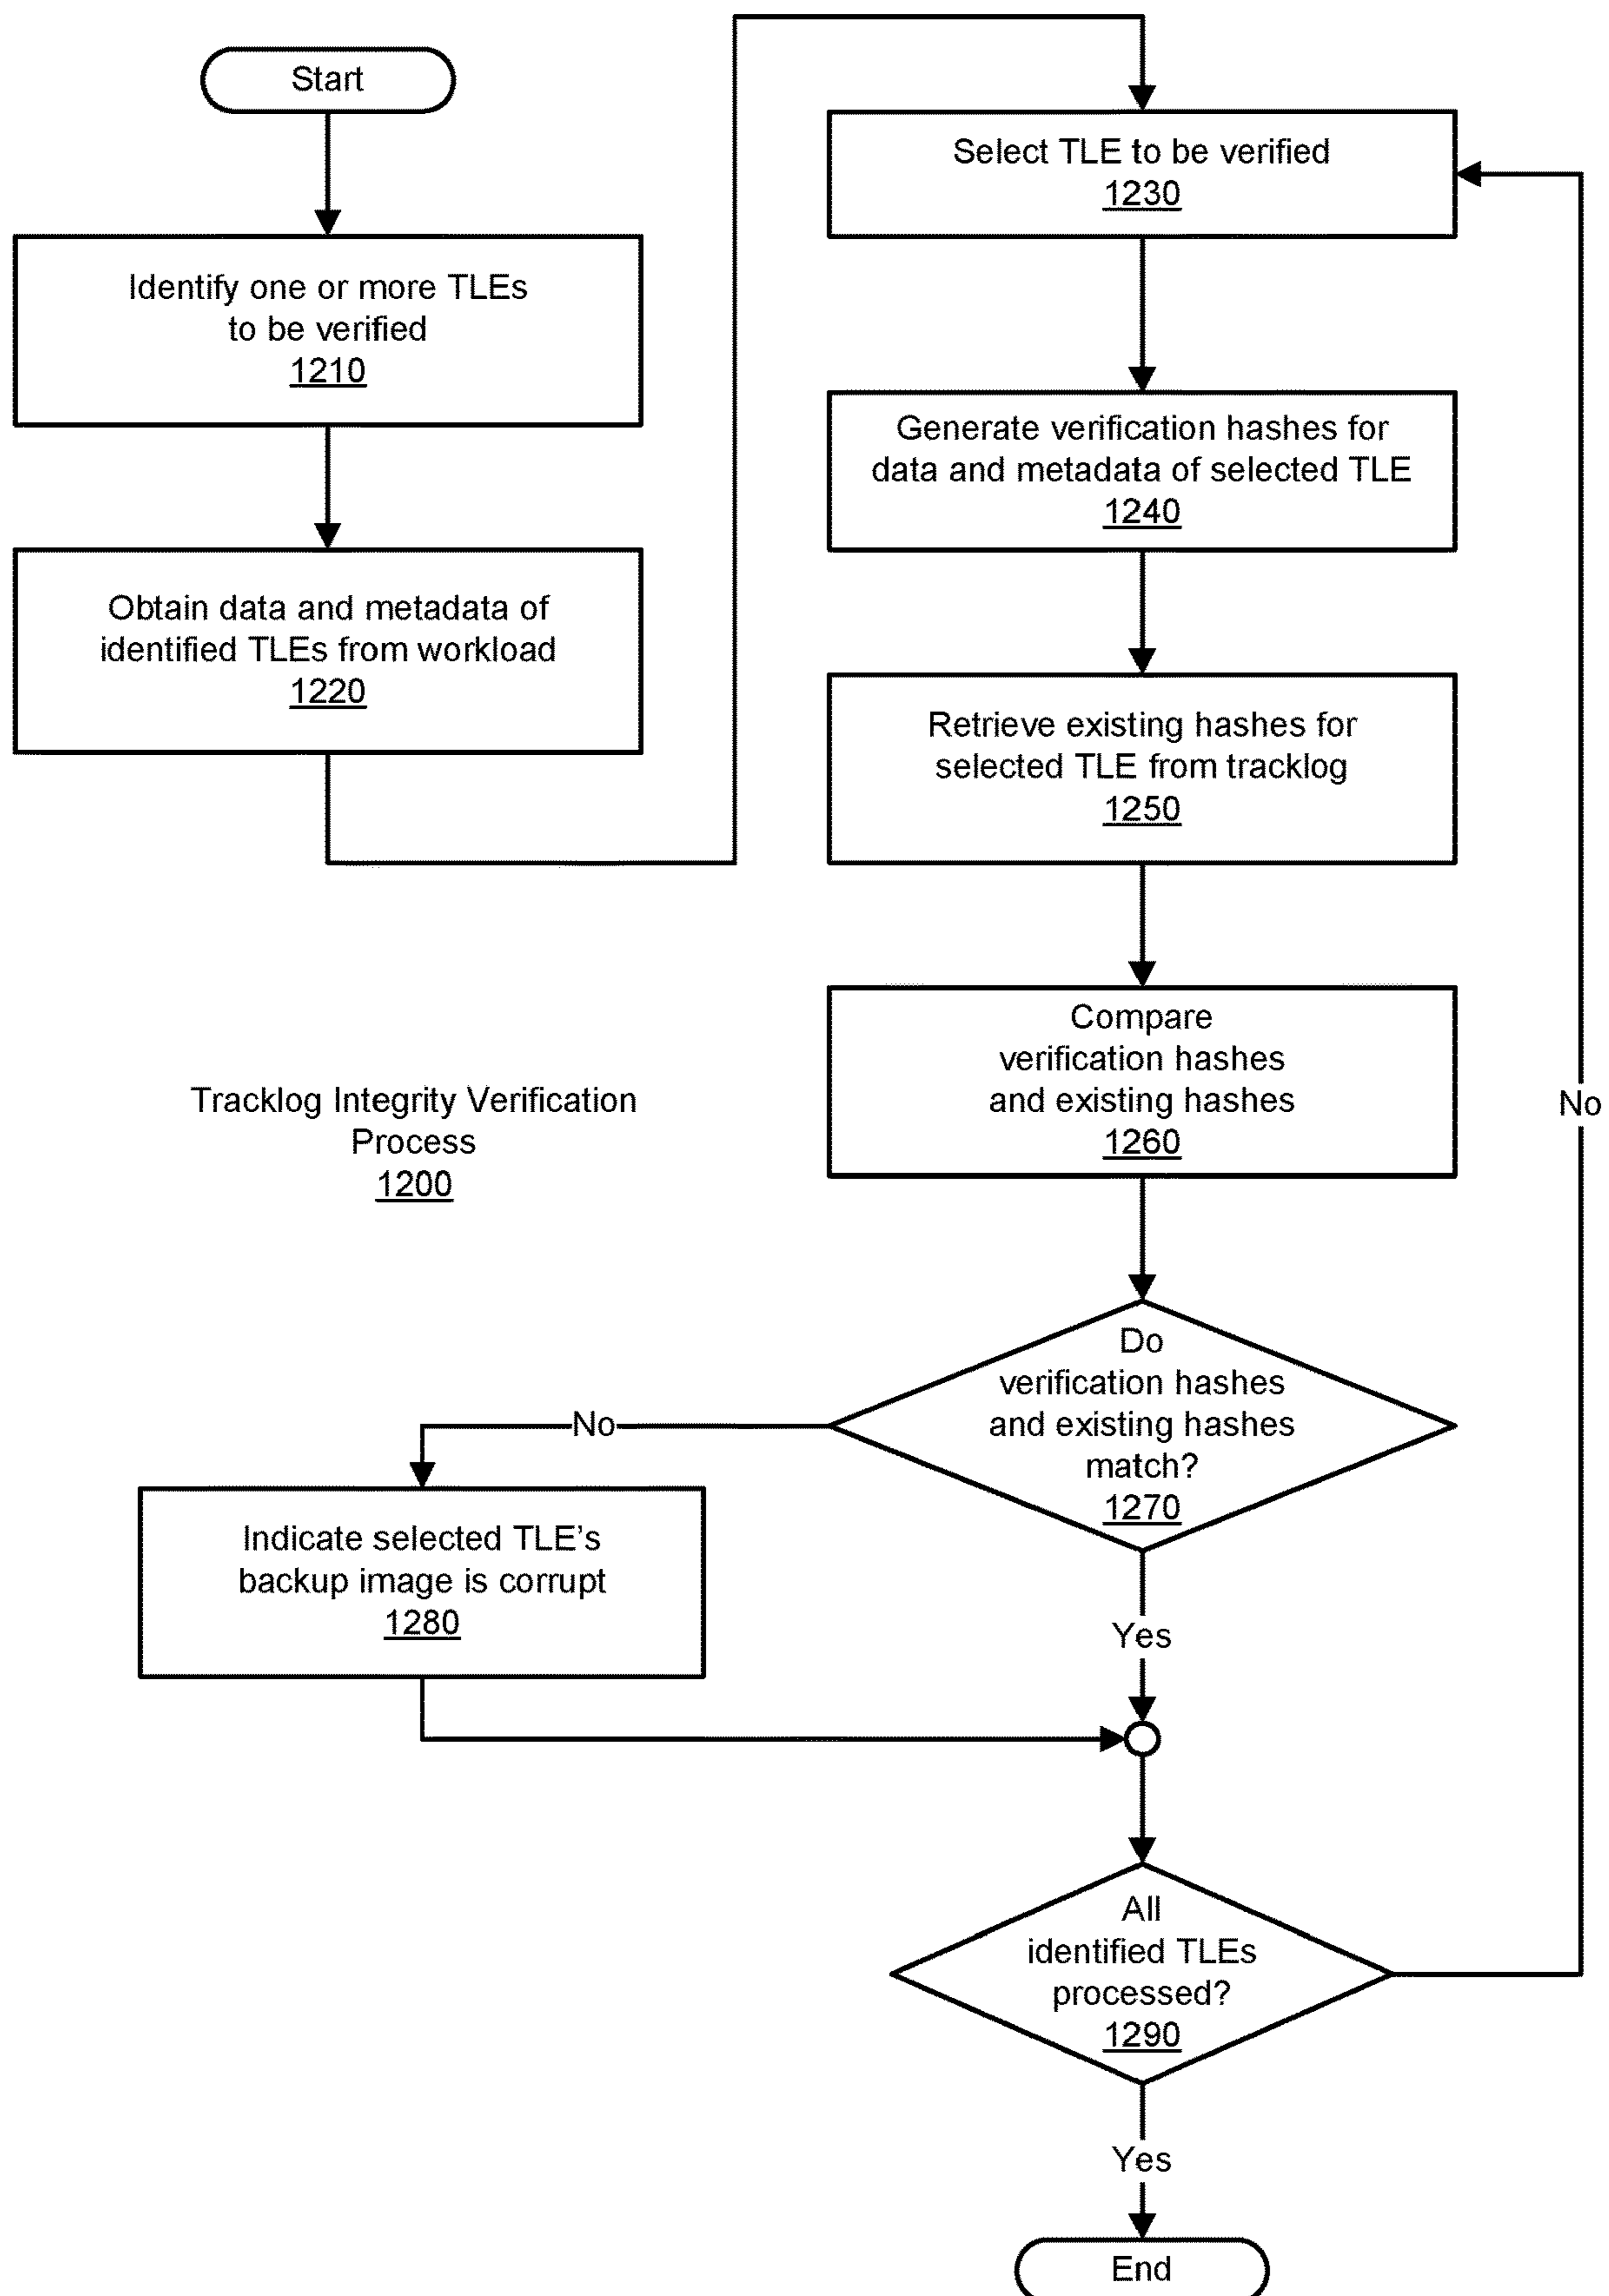 Start
Identify one or more TLEs
to be verified
1210
Obtain data and metadata of
identified TLEs from workload
1220
Select TLE to be verified
1230
Generate verification hashes for
data and metadata of selected TLE
1240
Retrieve existing hashes for
selected TLE from tracklog
1250
Compare
verification hashes
and existing hashes
1260
Tracklog Integrity Verification
Process
1200
No
Do
verification hashes
and existing hashes
match?
1270
No
Indicate selected TLE’s
backup image is corrupt
1280
Yes
All
identified TLEs
processed?
1290
Yes
End